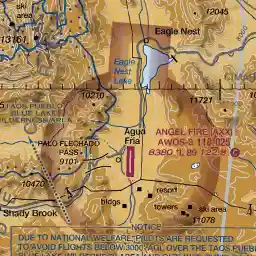 ski
area
12045
Eagle Nest
13161
Eagle
Nest
Lake
10210
11721
TAOS PUEBLO
BLUE LAKE
WILDERNESS AREA
Agua
Fria
ANGEL FIRE (AXX)
AWOS-3 118.025
8380 L 89 122.8 C
PALO FLECHADO
PASS
9101
10470
resort
bldgs
Shady Brook
towers
ski area
11078
NOTICE
DUE TO NATIONAL WELFARE, PILOTS ARE REQUESTED
TO AVOID FLIGHTS BELOW 3000' AGL OVER THE TAOS PUEB